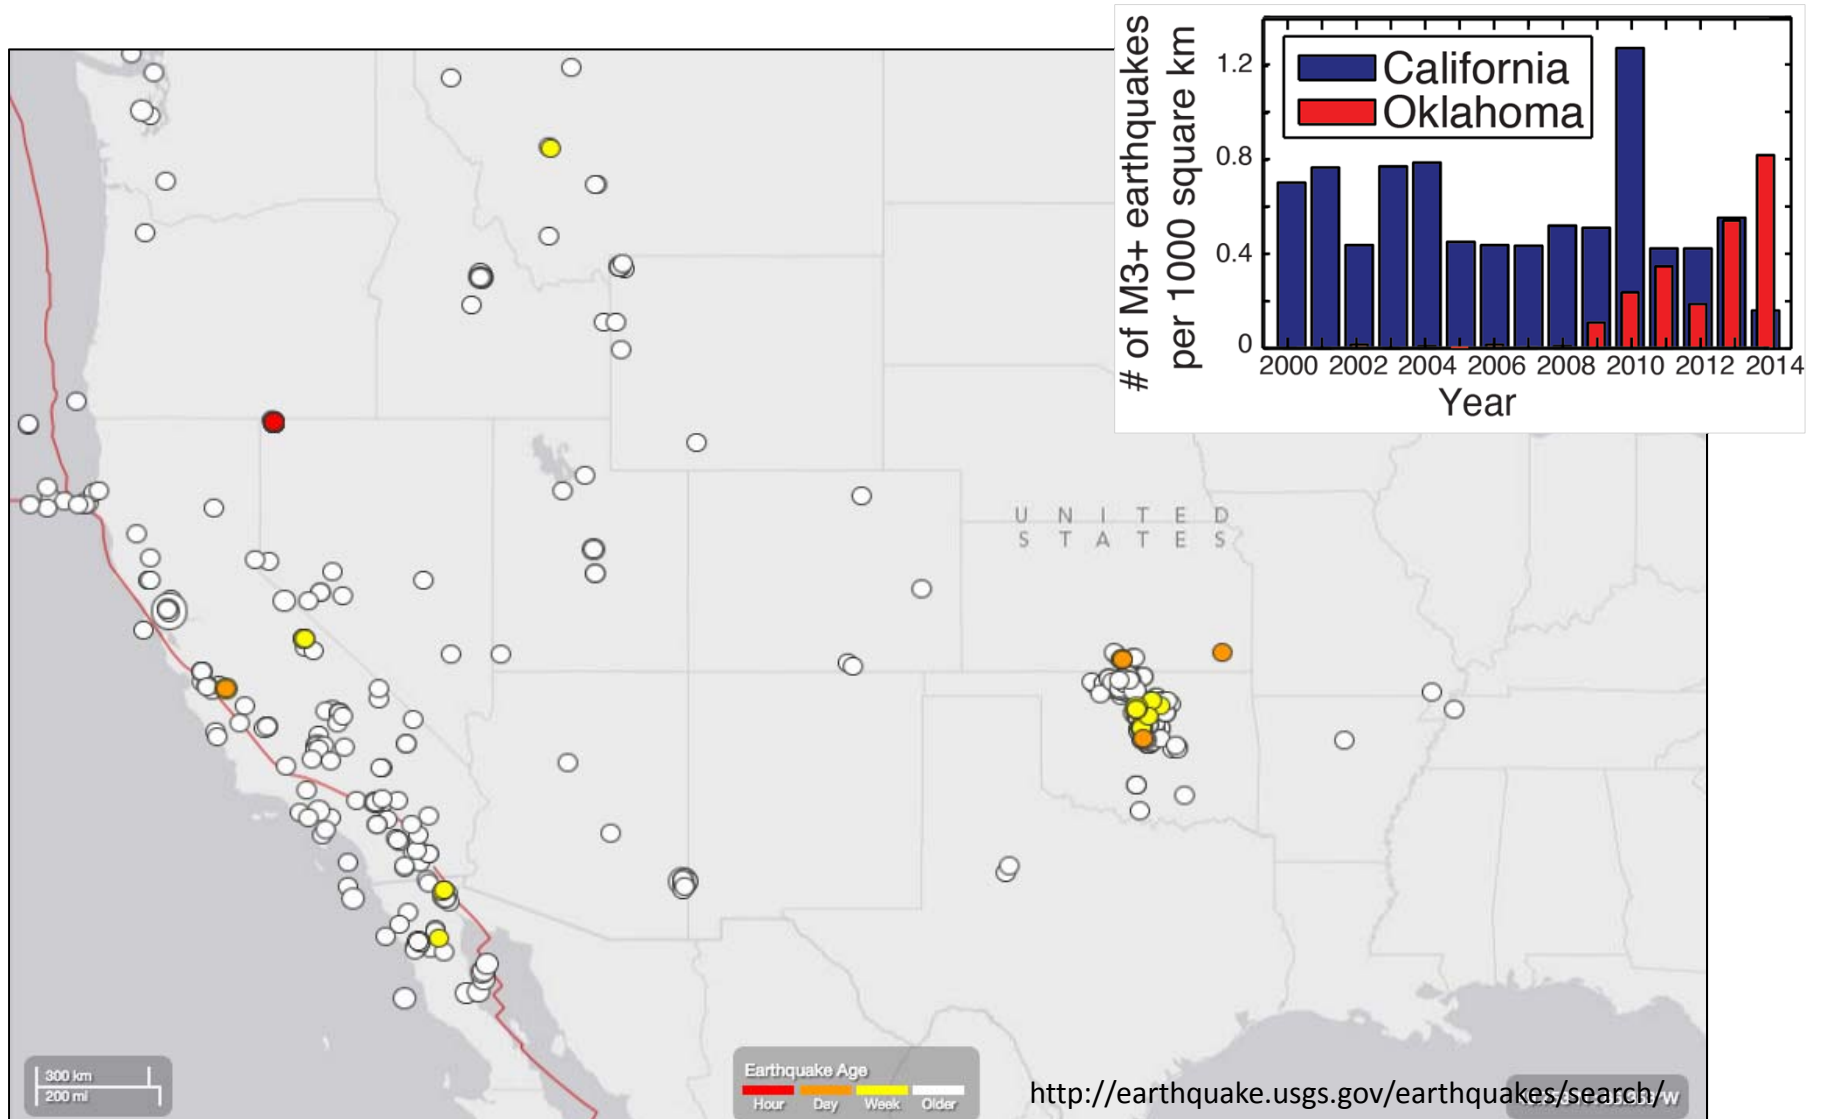 # of M3+ earthquakes
per 1000 square km
1.2
0.8
0.4
0
California
Oklahoma
2000 2002 2004 2006 2008 2010 2012 2014
Year
U N I T E D
S T A T E S
300 km
200 mi
Earthquake Age
Hour Day Week Older
http://earthquake.usgs.gov/earthquakes/search/